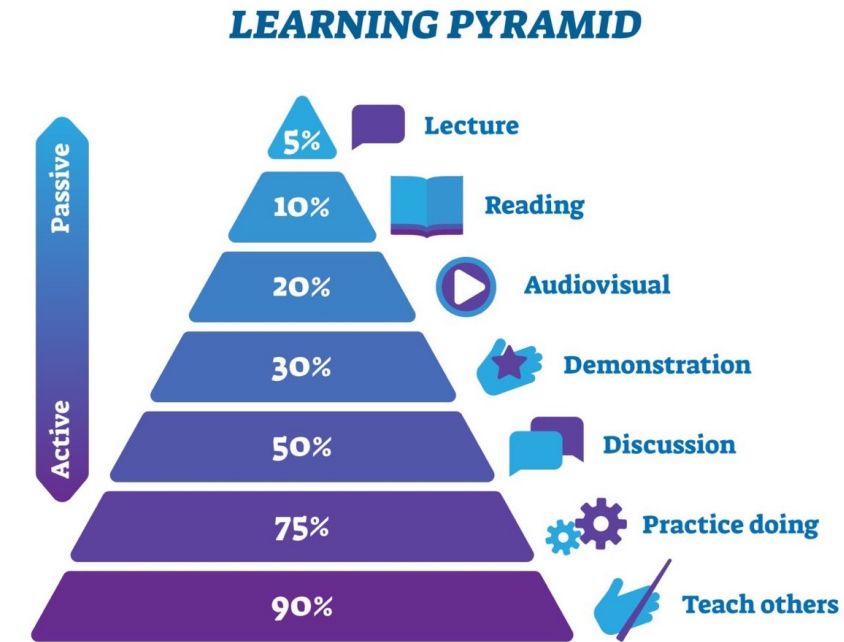 LEARNING PYRAMID
Passive
Active
5%
Lecture
10%
Reading
20%
Audiovisual
30%
Demonstration
50%
Discussion
75%
Practice doing
90%
Teach others